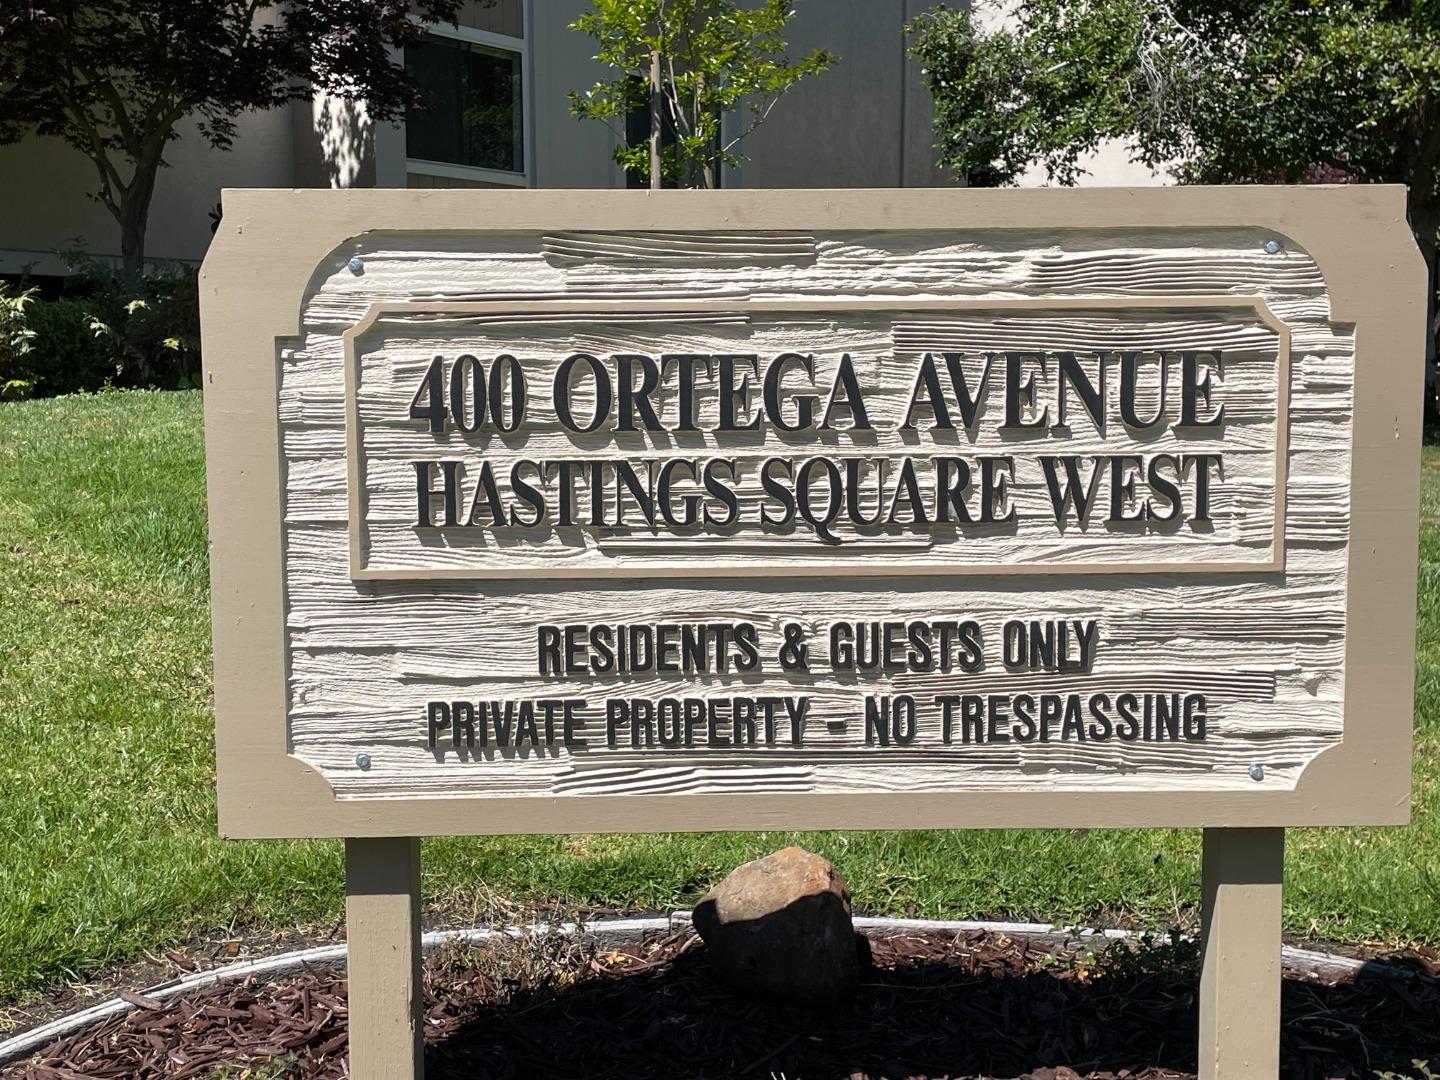 400 ORTEGA AVENUE
HASTINGS SQUARE WEST
RESIDENTS & GUESTS ONLY
PRIVATE PROPERTY - NO TRESPASSING